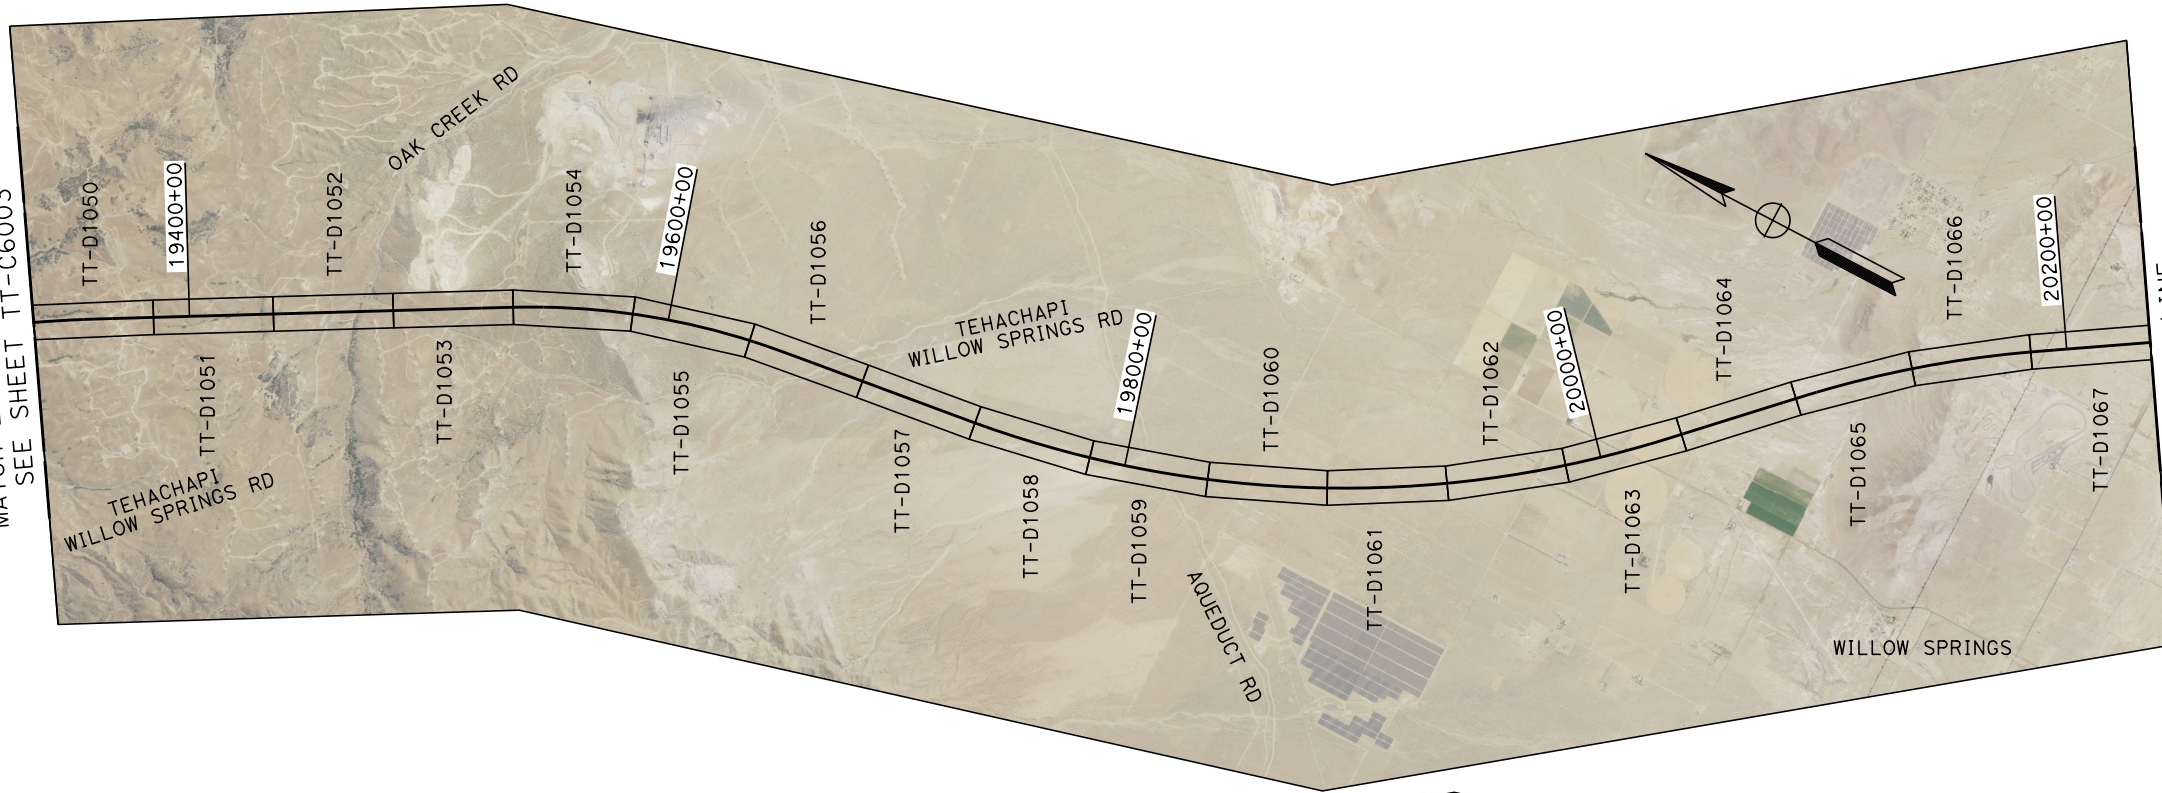 SEE SHEET TT-C6003
TT-D1050
19400+00
TT-D1051
TEHACHAPI
WILLOW SPRINGS RD
TT-D1052
OAK CREEK RD
TT-D1053
TT-D1054
19600+00
TT-D1055
TT-D1056
TEHACHAPI
WILLOW SPRINGS RD
TT-D1057
TT-D1058
19800+00
TT-D1059
AQUEDUCT RD
TT-D1060
TT-D1061
TT-D1062
20000+00
TT-D1063
TT-D1064
TT-D1065
TT-D1066
WILLOW SPRINGS
20200+00
TT-D1067